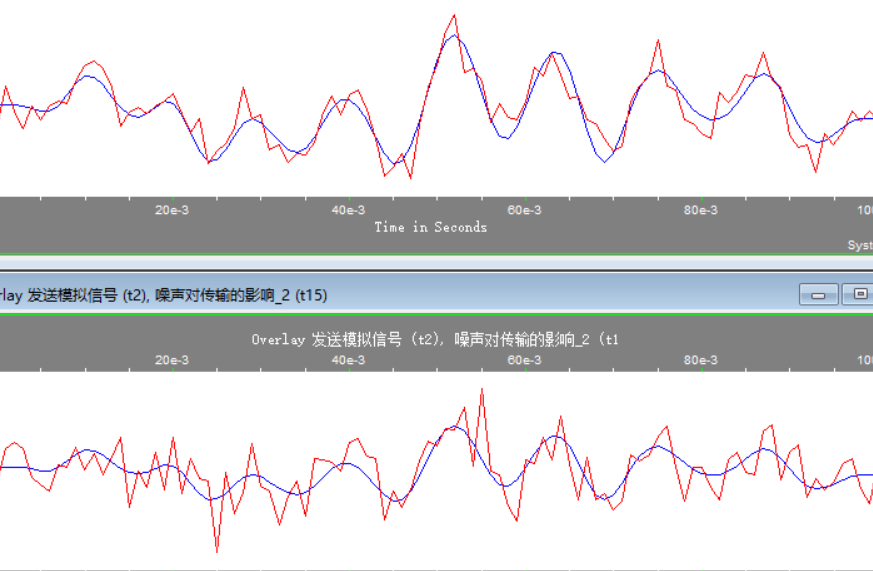 20e-3 40e-3 60e-3 80e-3 10
Time in Seconds
Syst
rlay 发送模拟信号 (t2), 噪声对传输的影响_2 (t15)
Overlay 发送模拟信号 (t2), 噪声对传输的影响_2 (t1
20e-3 40e-3 60e-3 80e-3 10